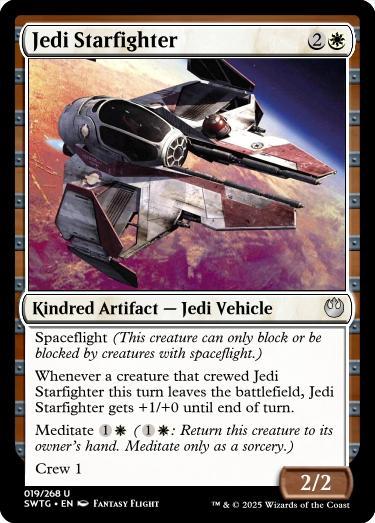 Jedi Starfighter 2
Kindred Artifact — Jedi Vehicle
Spaceflight (This creature can only block or be
blocked by creatures with spaceflight.)
Whenever a creature that crewed Jedi
Starfighter this turn leaves the battlefield, Jedi
Starfighter gets +1/+0 until end of turn.
Meditate 1 ( 1 : Return this creature to its
owner's hand. Meditate only as a sorcery.)
Crew 1
2/2
019/268 U
SWTG • EN Fantasy Flight
™ & © 2025 Wizards of the Coast